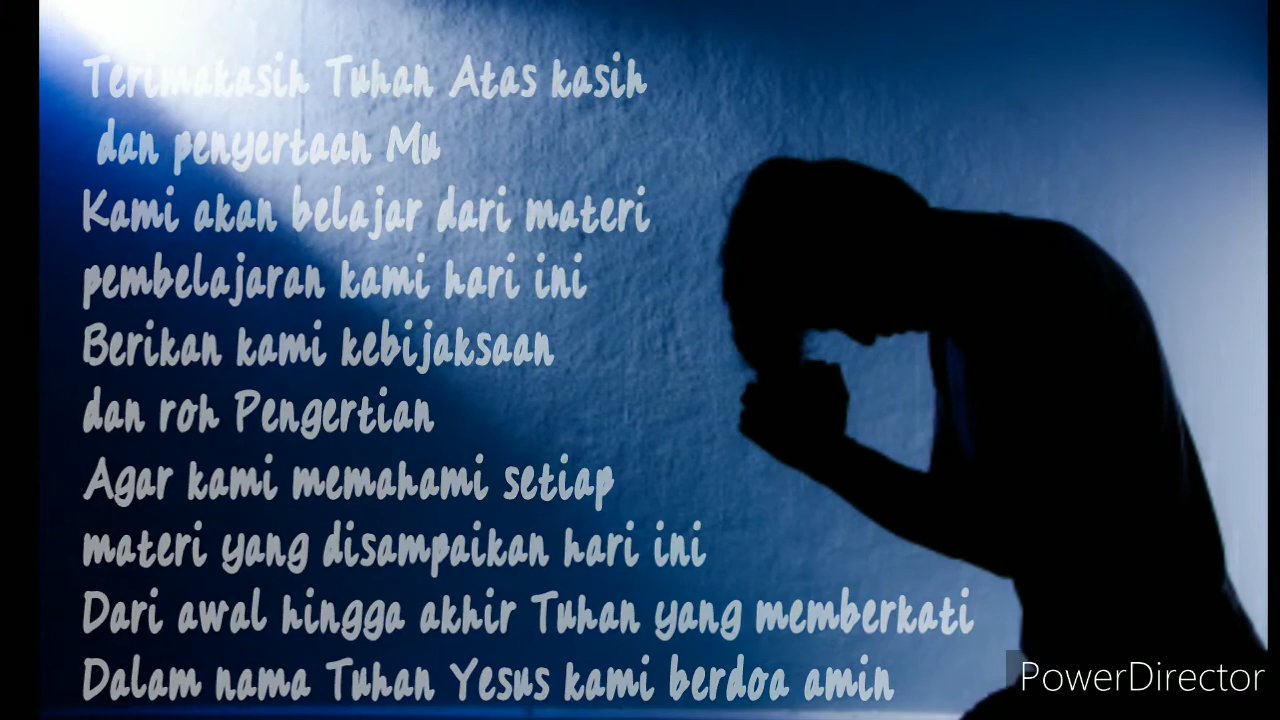 Terimakasih Tuhan Atas kasih
dan penyertaan Mu
Kami akan belajar dari materi
pembelajaran kami hari ini
Berikan kami kebijaksaan
dan roh Pengertian
Agar kami memahami setiap
materi yang disampaikan hari ini
Dari awal hingga akhir Tuhan yang memberkati
Dalam nama Tuhan Yesus kami berdoa amin
PowerDirector